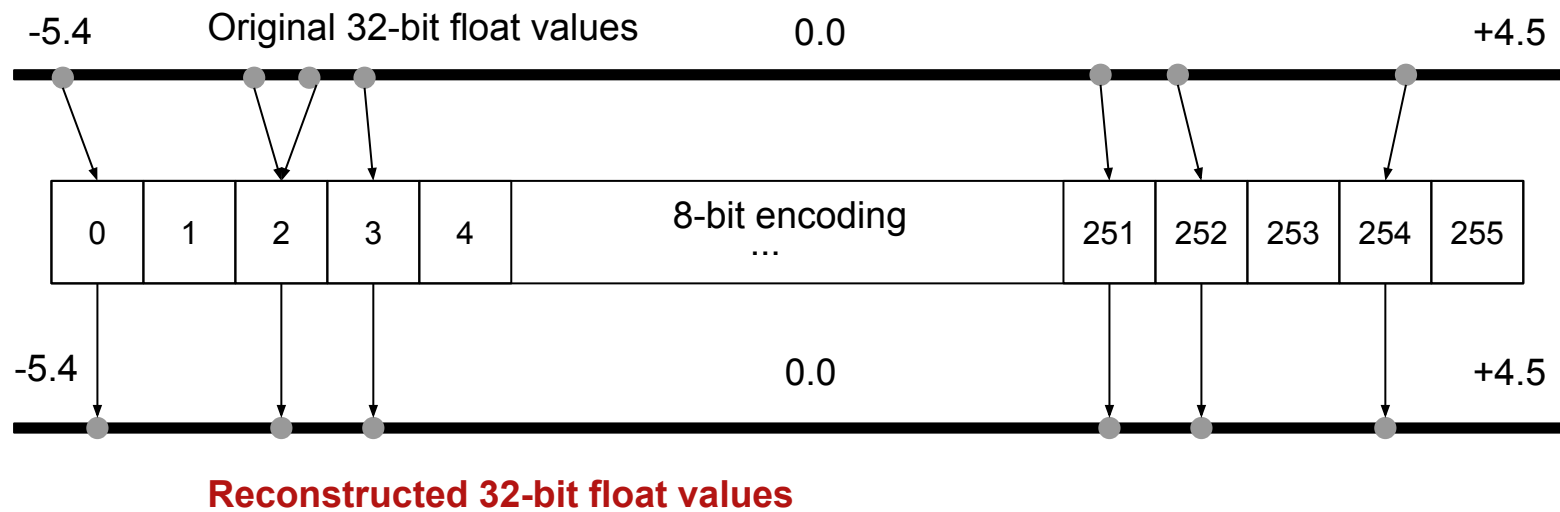 -5.4 Original 32-bit float values 0.0 +4.5
0 1 2 3 4 8-bit encoding 251 252 253 254 255
...
-5.4 0.0 +4.5
Reconstructed 32-bit float values